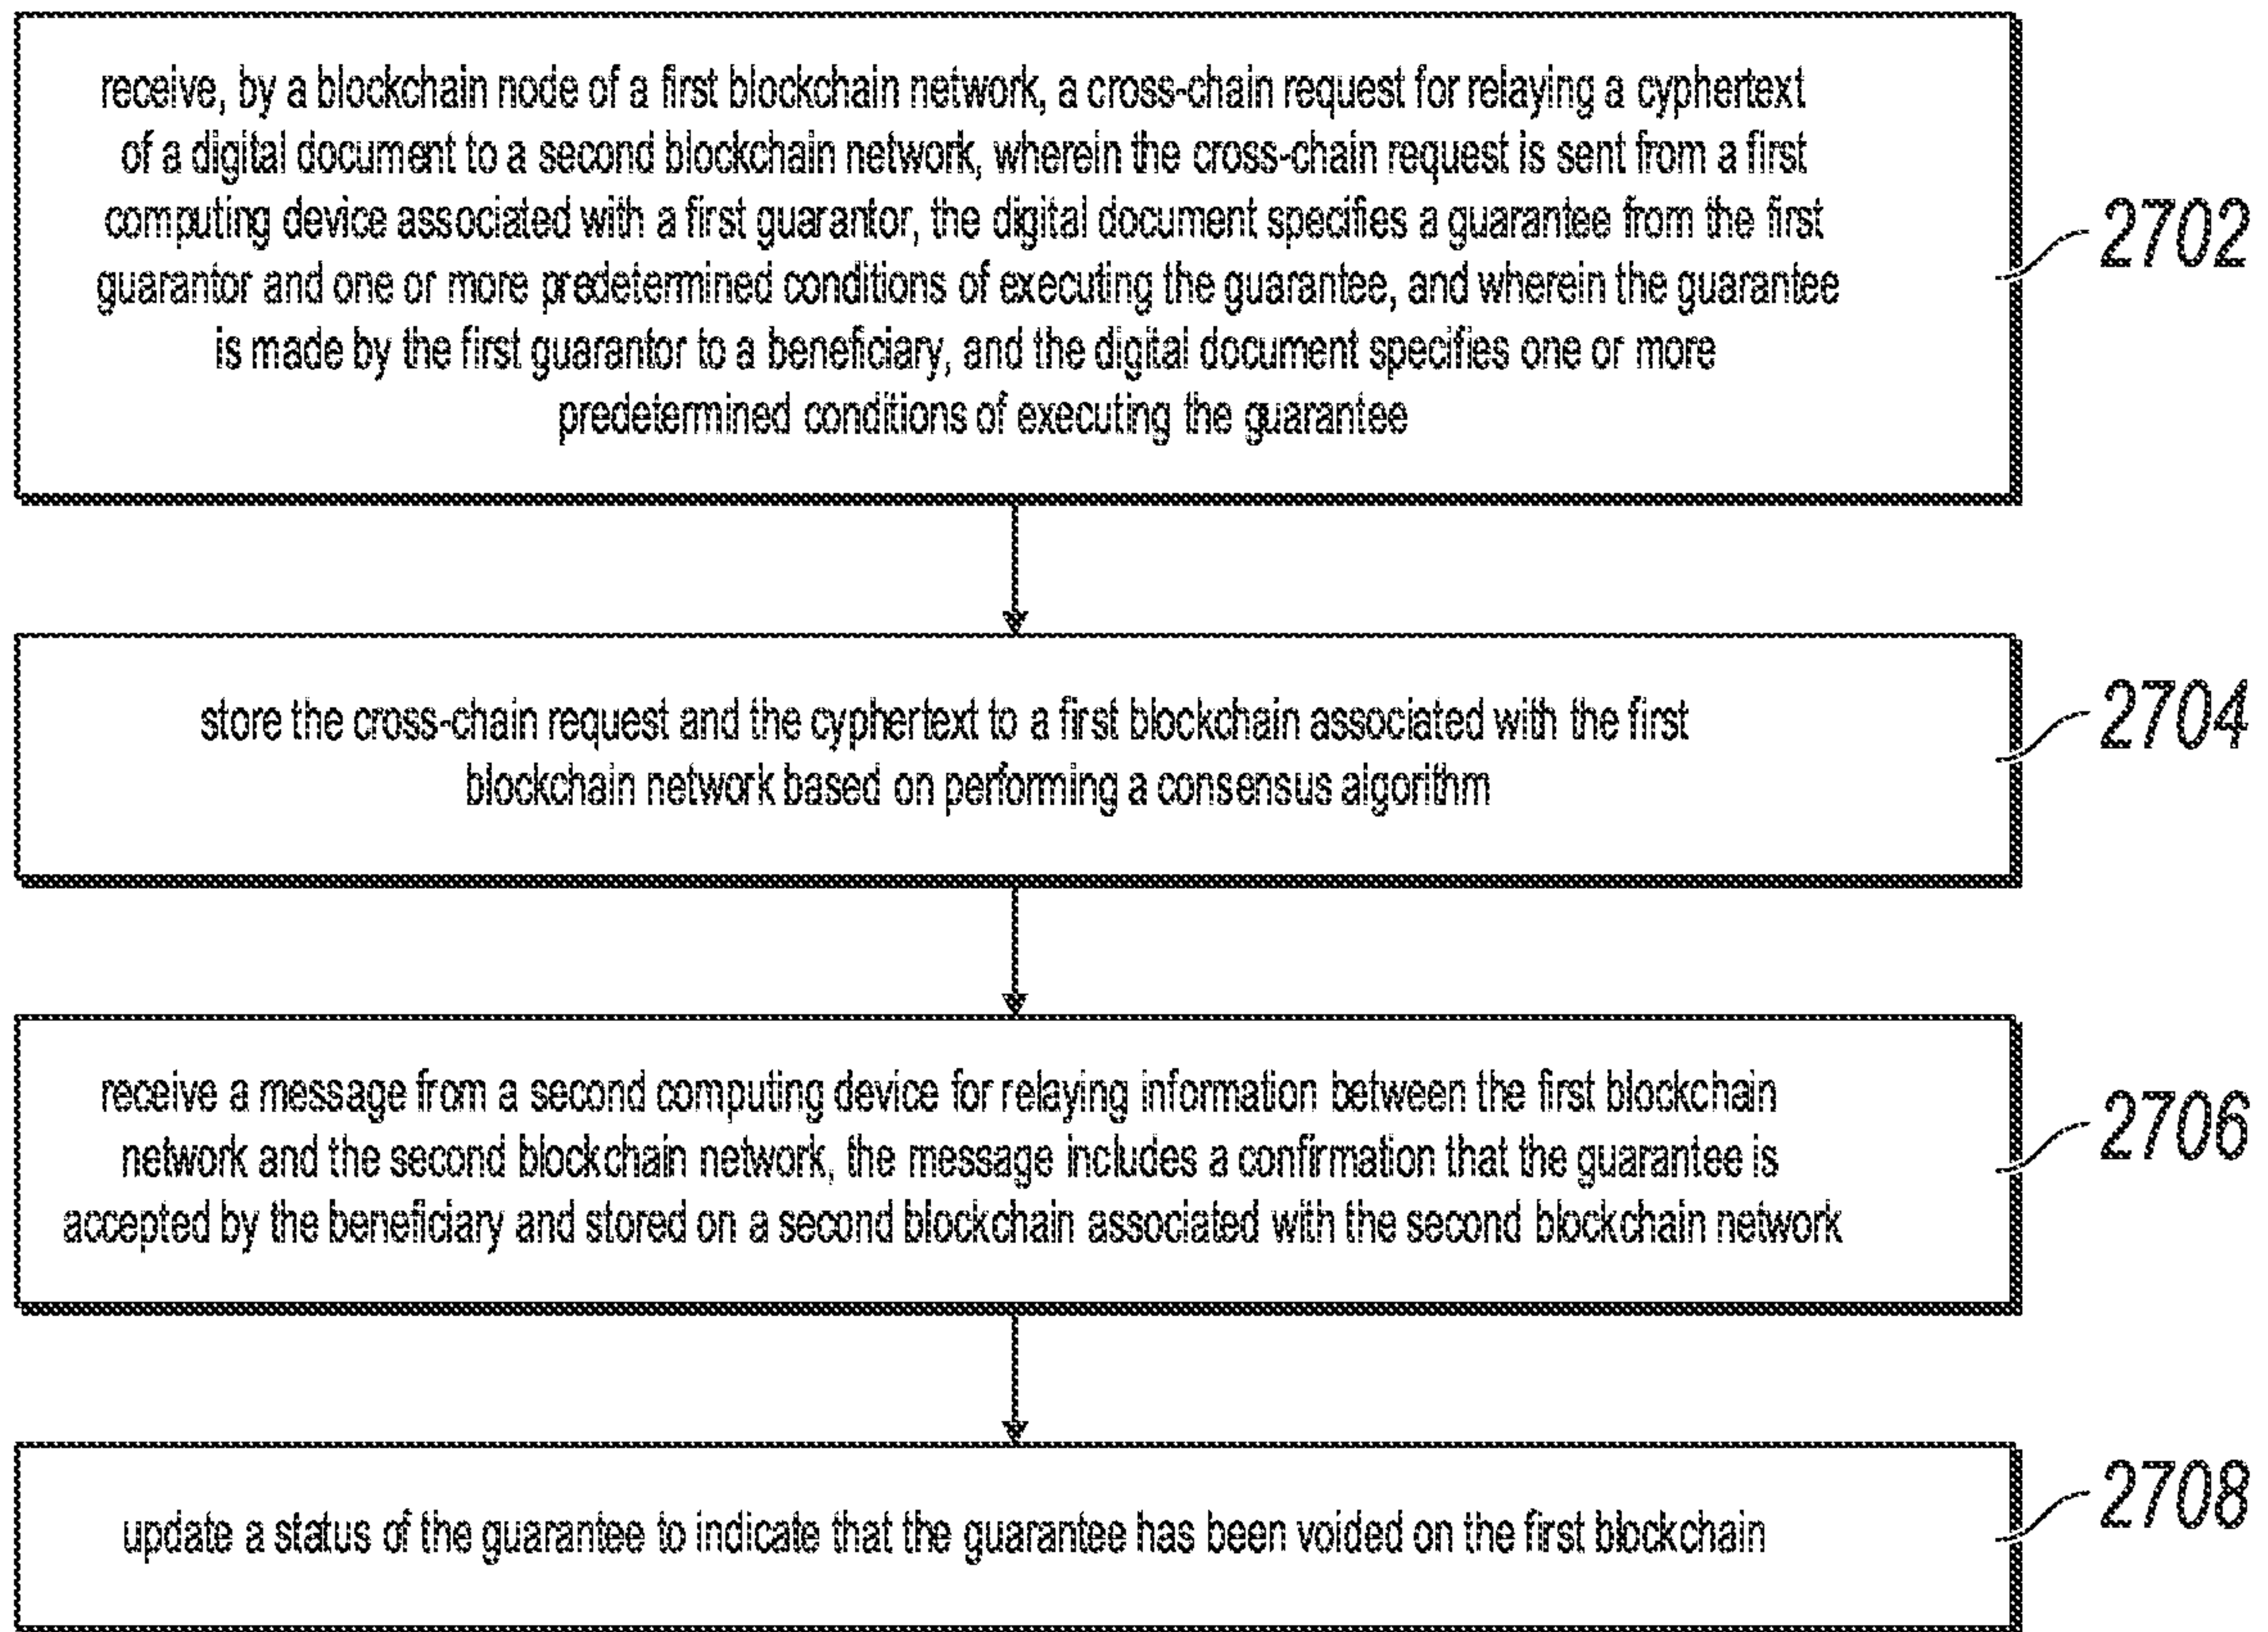 receive, by a blockchain node of a first blockchain network, a cross-chain request for relaying a cyphertext
of a digital document to a second blockchain network, wherein the cross-chain request is sent from a first
computing device associated with a first guarantor, the digital document specifies a guarantee from the first
guarantor and one or more predetermined conditions of executing the guarantee, and wherein the guarantee
is made by the first guarantor to a beneficiary, and the digital document specifies one or more
predetermined conditions of executing the guarantee
2702
store the cross-chain request and the cyphertext to a first blockchain associated with the first
blockchain network based on performing a consensus algorithm
2704
receive a message from a second computing device for relaying information between the first blockchain
network and the second blockchain network, the message includes a confirmation that the guarantee is
accepted by the beneficiary and stored on a second blockchain associated with the second blockchain network
2706
update a status of the guarantee to indicate that the guarantee has been voided on the first blockchain
2708